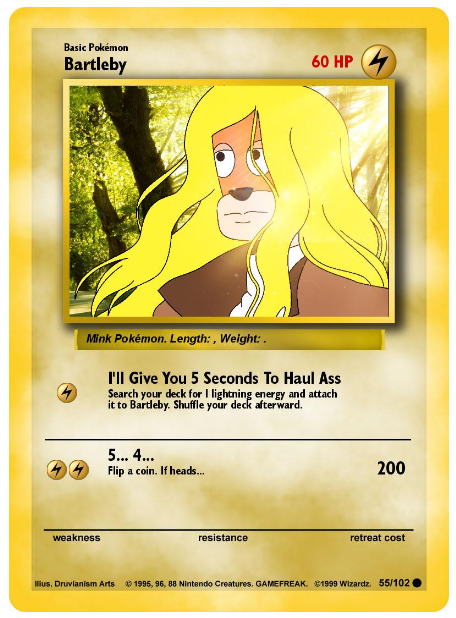 Basic Pokémon
Bartleby
60 HP
Mink Pokémon. Length: , Weight: .
I'll Give You 5 Seconds To Haul Ass
Search your deck for 1 lightning energy and attach
it to Bartleby. Shuffle your deck afterward.
5... 4...
Flip a coin. If heads...
200
weakness resistance retreat cost
Illus. Druvianism Arts © 1995, 96, 88 Nintendo Creatures. GAMEFREAK. ©1999 Wizardz. 55/102